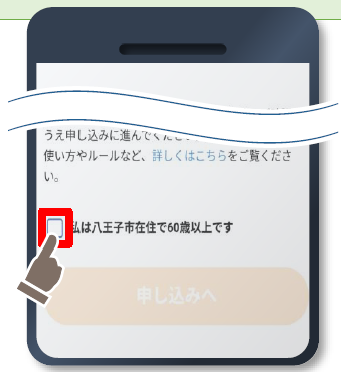 うえ申し込みに進んでくだ
使い方やルールなど、詳しくはこちらをご覧くださ
い。
私は八王子市在住で60歳以上です
申し込みへ